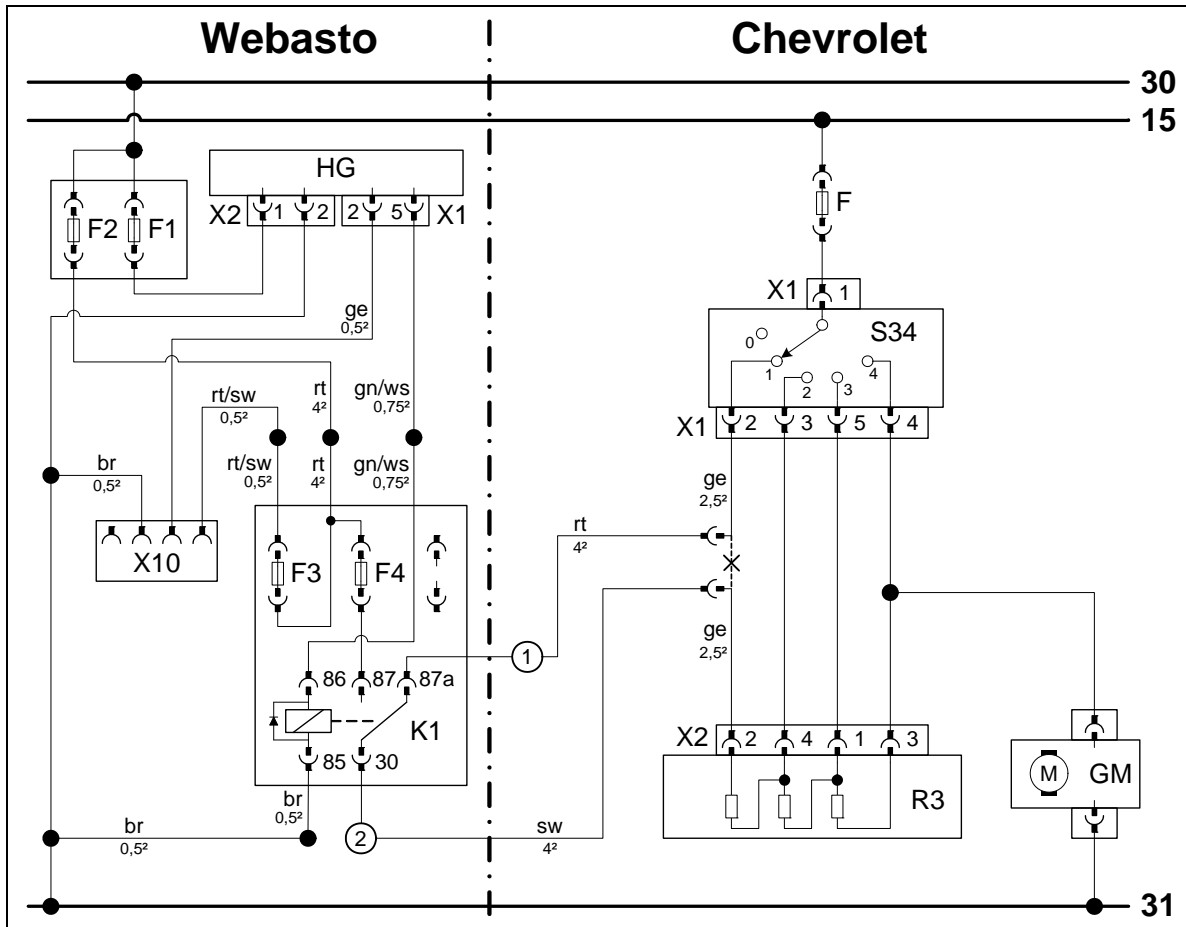 Webasto Chevrolet
30
15
HG
F
F2 F1
X2 1 2 2 5 X1
X1 1
ge
0,5²
S34
0
1 2 3 4
rt/sw
0,5²
rt
4²
gn/ws
0,75²
X1 2 3 5 4
br
0,5²
rt/sw
0,5²
rt
4²
gn/ws
0,75²
ge
2,5²
rt
4²
X10
F3 F4
ge
2,5²
1
86 87 87a
K1
X2 2 4 1 3
M GM
85 30
R3
br
0,5²
br
0,5²
2
sw
4²
31